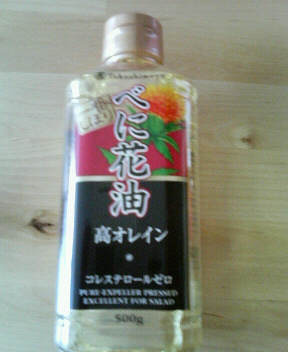 Takashimaya
べに花油
高オレイン
コレステロールゼロ
PURE-EXPELLER PRESSED
EXCELLENT FOR SALAD
500g